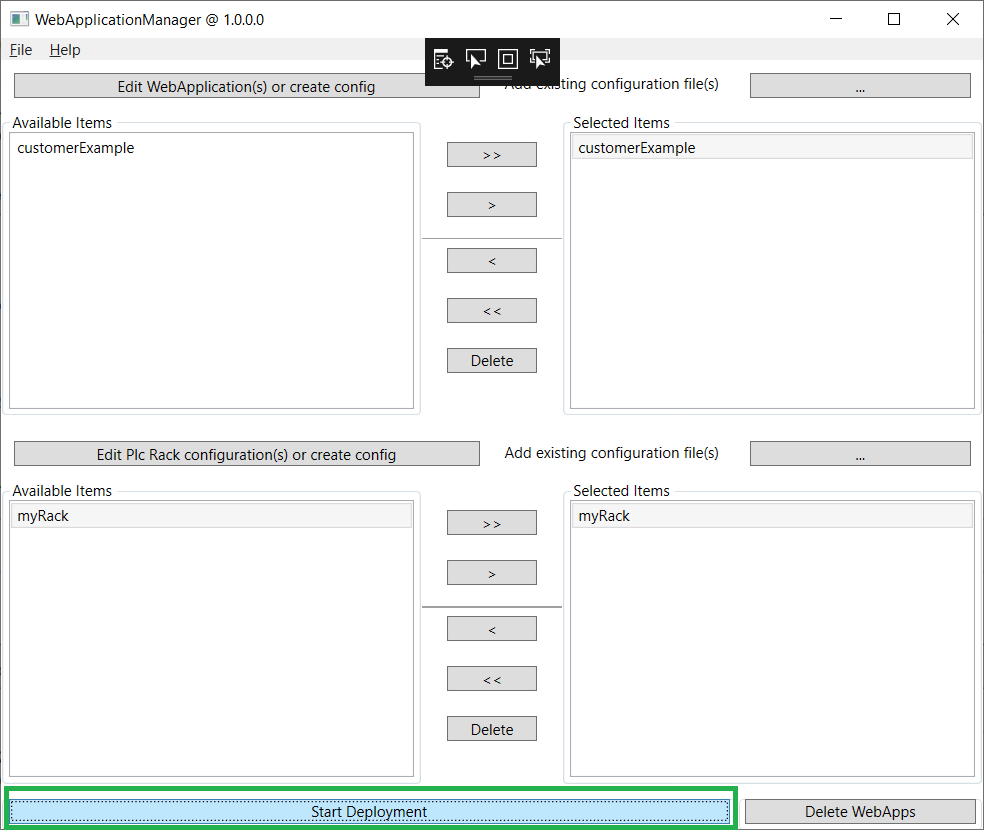 WebApplicationManager @ 1.0.0.0
File Help
Edit WebApplication(s) or create config
Add existing configuration file(s)
...
Available Items
Selected Items
customerExample
customerExample
>>
>
<
<<
Delete
Edit Plc Rack configuration(s) or create config
Add existing configuration file(s)
...
Available Items
Selected Items
myRack
myRack
>>
>
<
<<
Delete
Start Deployment
Delete WebApps